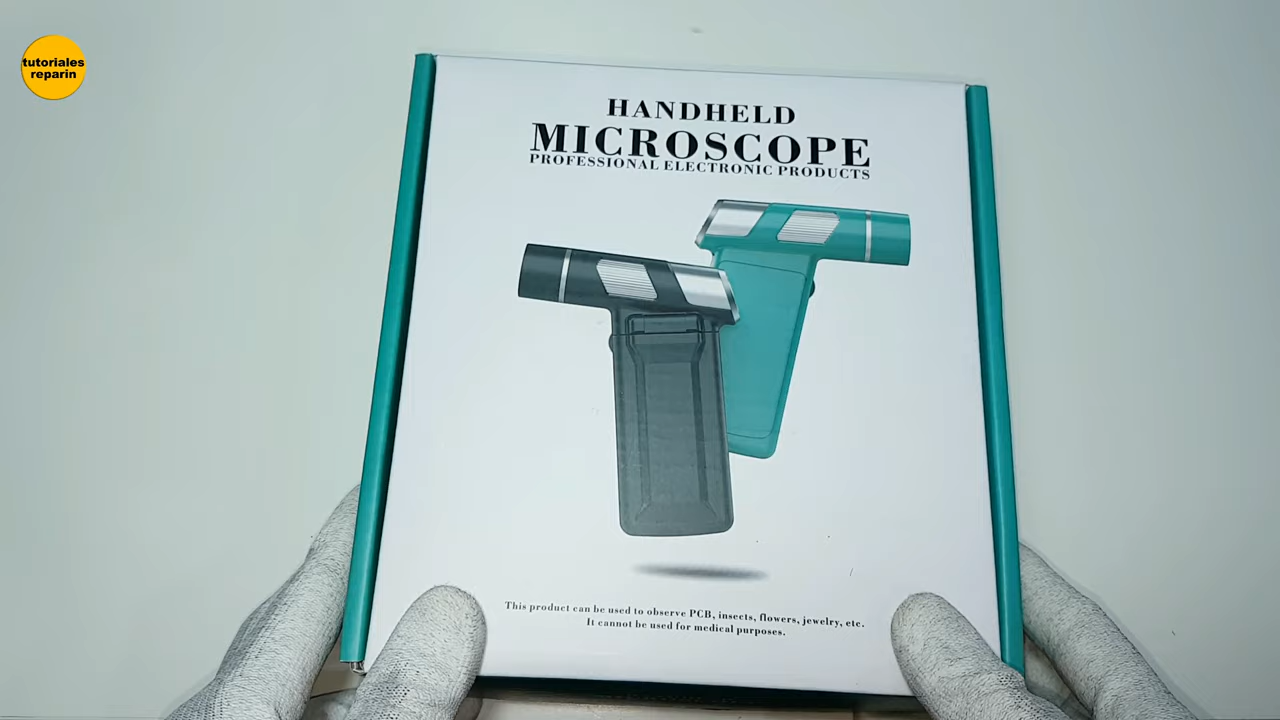 tutoriales
reparin
HANDHELD
MICROSCOPE
PROFESSIONAL ELECTRONIC PRODUCTS
This product can be used to observe PCB, insects, flowers, jewelry, etc.
It cannot be used for medical purposes.